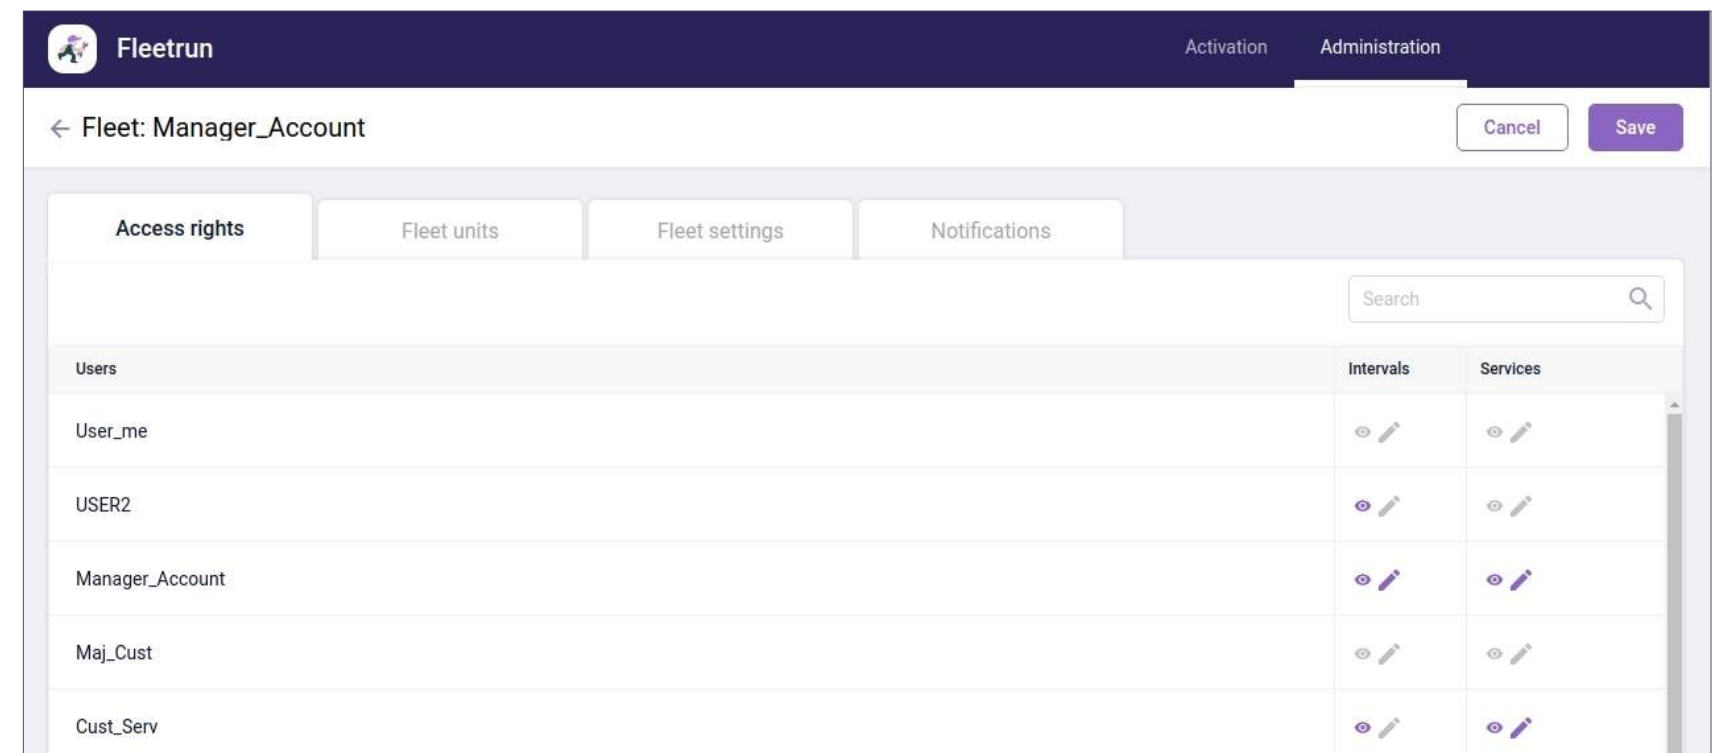 Fleetrun Activation Administration
Fleet: Manager_Account Cancel Save
Access rights Fleet units Fleet settings Notifications
Search
Users Intervals Services
User_me
USER2
Manager_Account
Maj_Cust
Cust_Serv